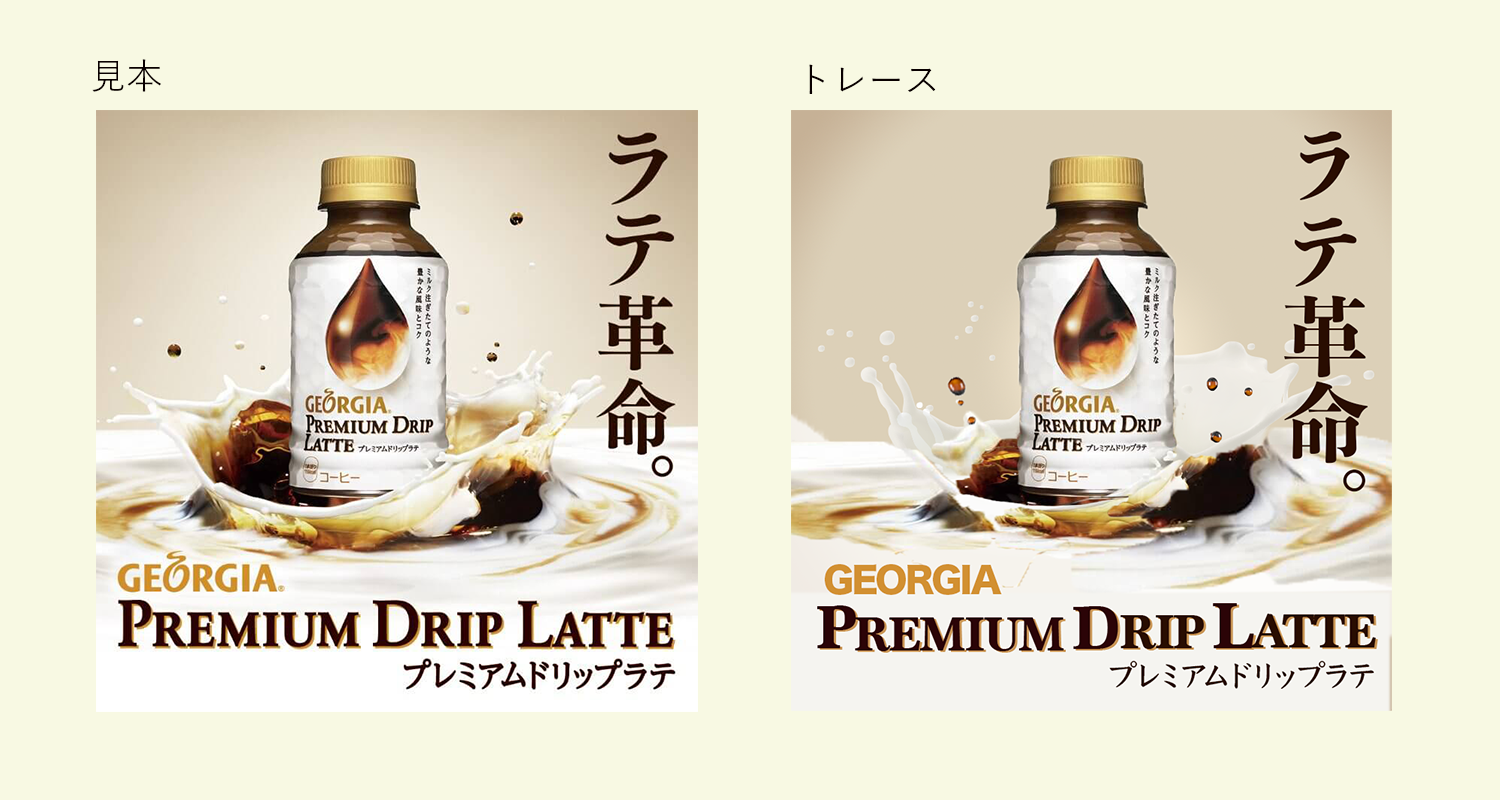 見本
ラテ革命。
ミルク注ぎたてのような
豊かな風味とコク
GEORGIA®
PREMIUM DRIP
LATTE プレミアムドリップラテ
コーヒー
GEORGIA®
PREMIUM DRIP LATTE
プレミアムドリップラテ
トレース
ラテ革命。
ミルク注ぎたてのような
豊かな風味とコク
GEORGIA®
PREMIUM DRIP
LATTE プレミアムドリップラテ
コーヒー
GEORGIA
PREMIUM DRIP LATTE
プレミアムドリップラテ